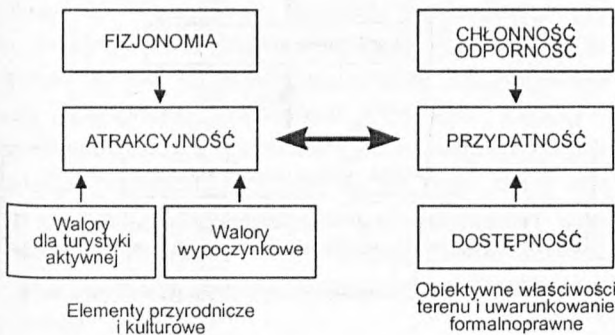 FIZJONOMIA
CHŁONNOŚĆ
ODPORNOŚĆ
ATRAKCYJNOŚĆ
PRZYDATNOŚĆ
Walory
dla turystyki
aktywnej
Walory
wypoczynkowe
DOSTĘPNOŚĆ
Elementy przyrodnicze
i kulturowe
Obiektywne właściwości
terenu i uwarunkowanie
formalnoprawne